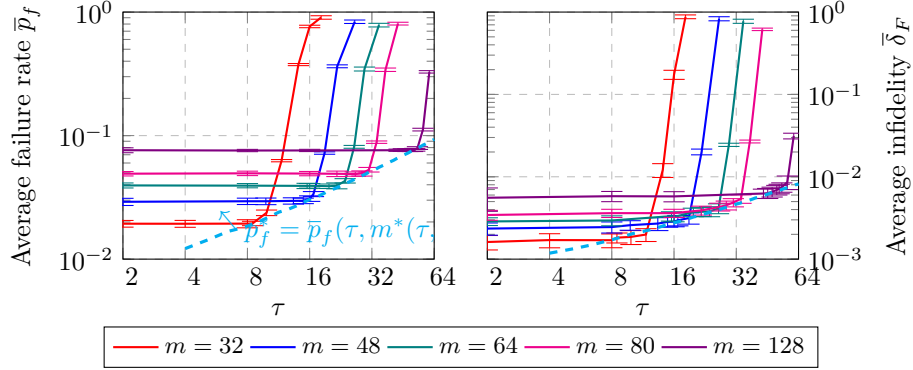 Average failure rate p̅_f
10^0
10^−1
10^−2
p̅_f = p̅_f(τ, m*(τ,
2 4 8 16 32 64
τ
10^0
10^−1
10^−2
10^−3
Average infidelity δ̅_F
2 4 8 16 32 64
τ
m = 32 m = 48 m = 64 m = 80 m = 128